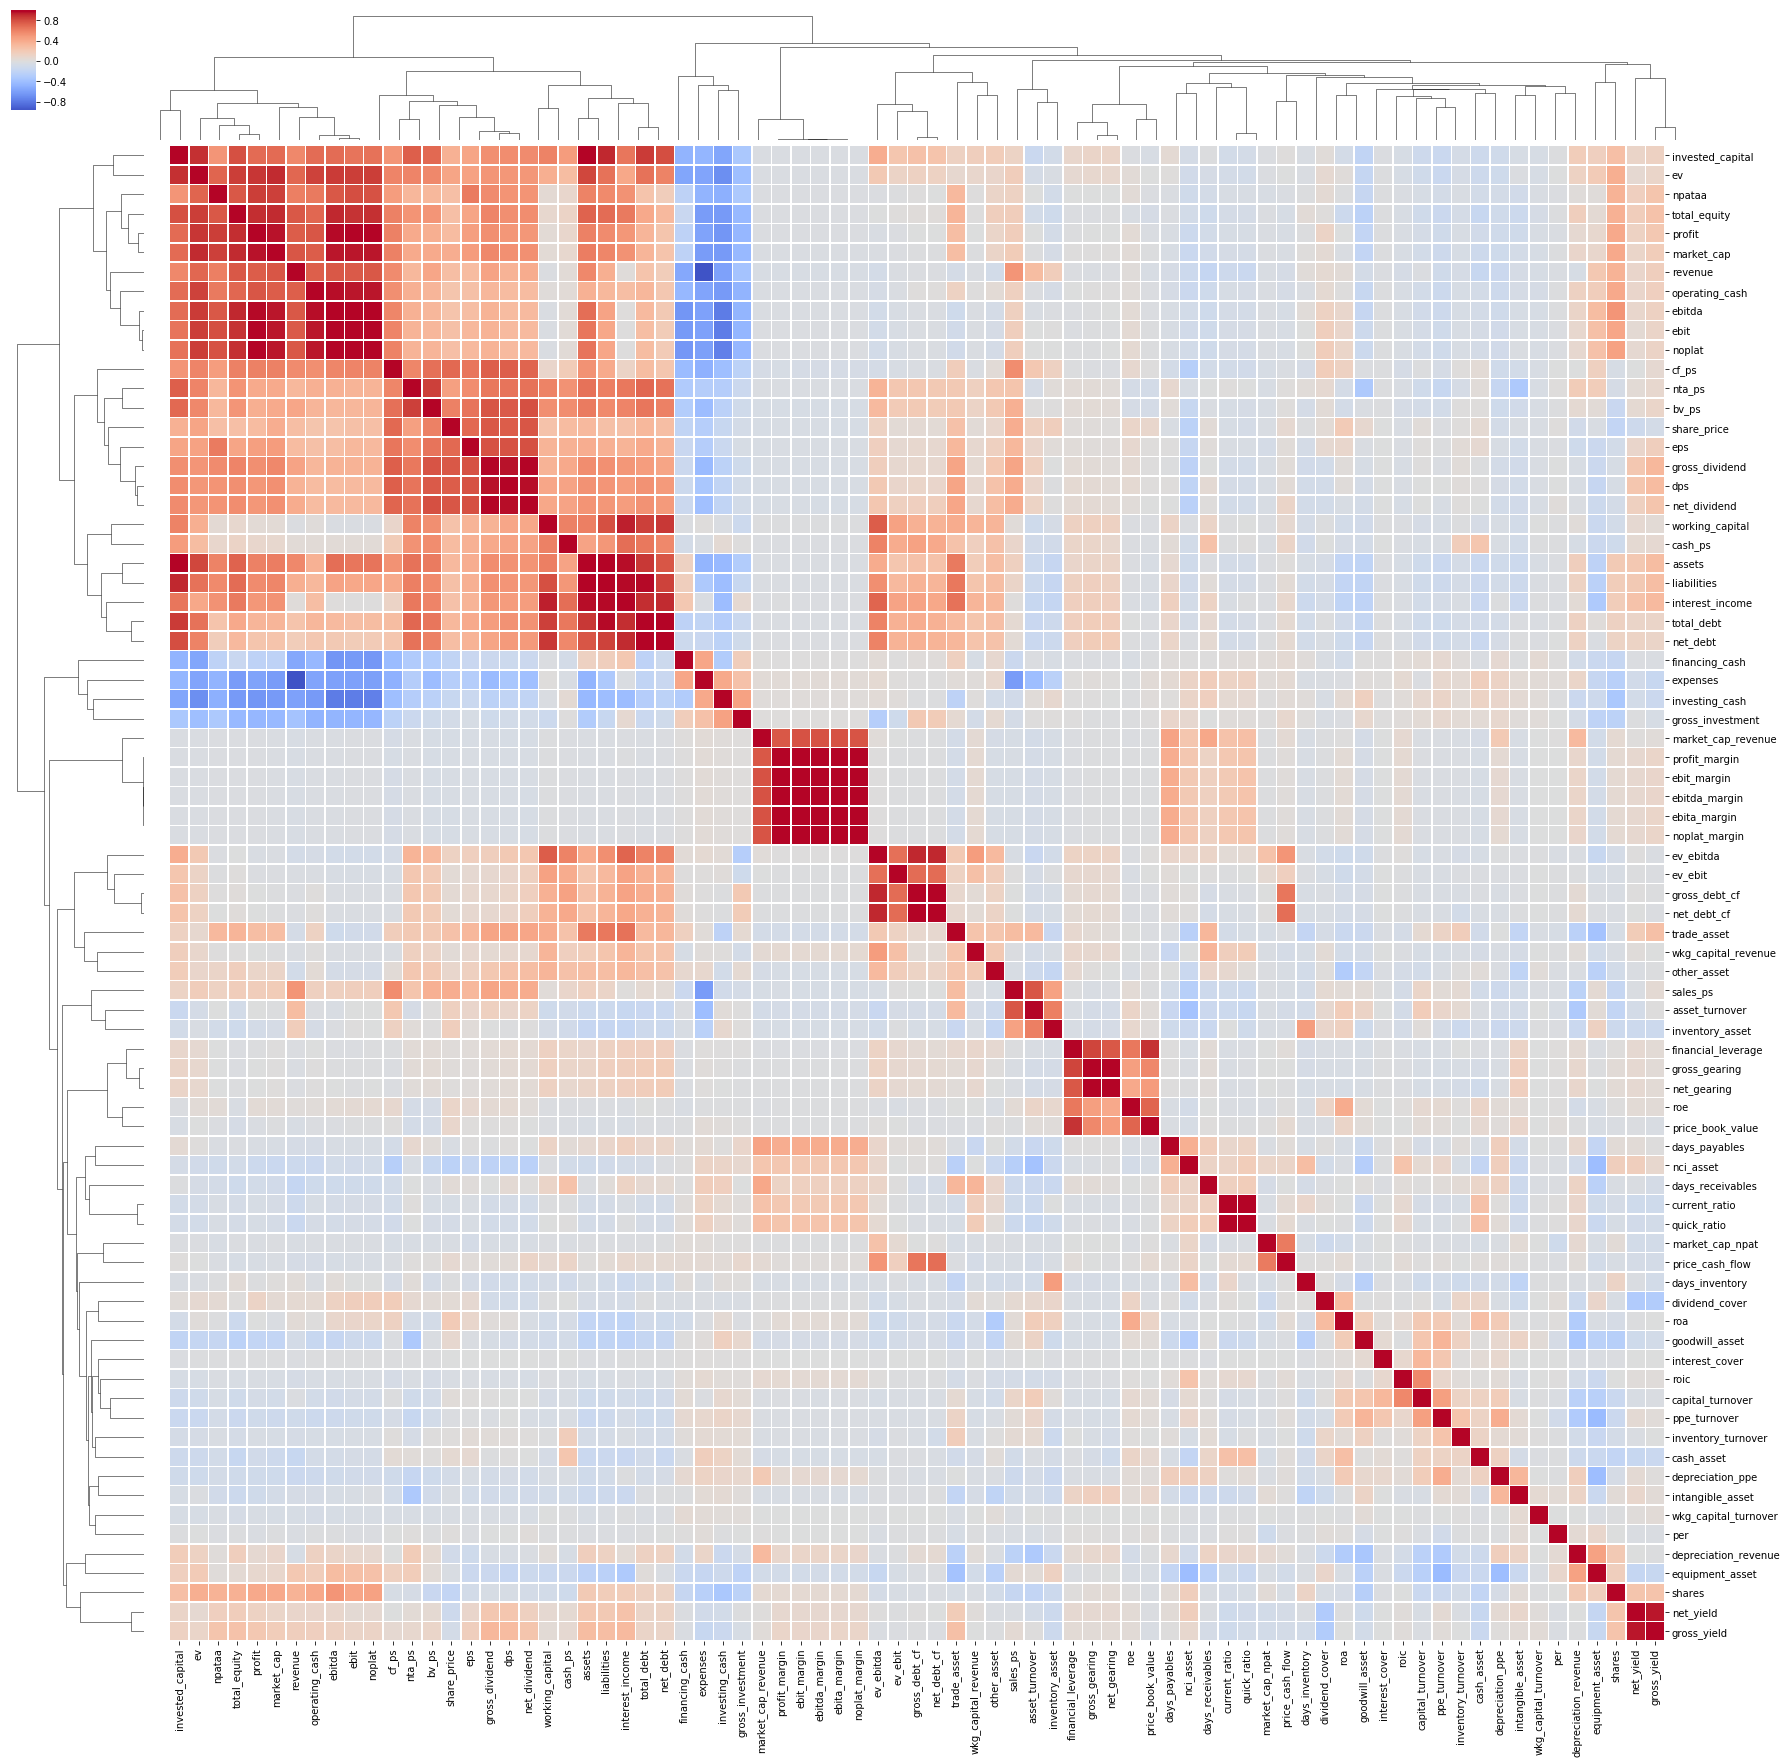 0.8
0.4
0.0
−0.4
−0.8
invested_capital
ev
npataa
total_equity
profit
market_cap
revenue
operating_cash
ebitda
ebit
noplat
cf_ps
nta_ps
bv_ps
share_price
eps
gross_dividend
dps
net_dividend
working_capital
cash_ps
assets
liabilities
interest_income
total_debt
net_debt
financing_cash
expenses
investing_cash
gross_investment
market_cap_revenue
profit_margin
ebit_margin
ebitda_margin
ebita_margin
noplat_margin
ev_ebitda
ev_ebit
gross_debt_cf
net_debt_cf
trade_asset
wkg_capital_revenue
other_asset
sales_ps
asset_turnover
inventory_asset
financial_leverage
gross_gearing
net_gearing
roe
price_book_value
days_payables
nci_asset
days_receivables
current_ratio
quick_ratio
market_cap_npat
price_cash_flow
days_inventory
dividend_cover
roa
goodwill_asset
interest_cover
roic
capital_turnover
ppe_turnover
inventory_turnover
cash_asset
depreciation_ppe
intangible_asset
wkg_capital_turnover
per
depreciation_revenue
equipment_asset
shares
net_yield
gross_yield
invested_capital
ev
npataa
total_equity
profit
market_cap
revenue
operating_cash
ebitda
ebit
noplat
cf_ps
nta_ps
bv_ps
share_price
eps
gross_dividend
dps
net_dividend
working_capital
cash_ps
assets
liabilities
interest_income
total_debt
net_debt
financing_cash
expenses
investing_cash
gross_investment
market_cap_revenue
profit_margin
ebit_margin
ebitda_margin
ebita_margin
noplat_margin
ev_ebitda
ev_ebit
gross_debt_cf
net_debt_cf
trade_asset
wkg_capital_revenue
other_asset
sales_ps
asset_turnover
inventory_asset
financial_leverage
gross_gearing
net_gearing
roe
price_book_value
days_payables
nci_asset
days_receivables
current_ratio
quick_ratio
market_cap_npat
price_cash_flow
days_inventory
dividend_cover
roa
goodwill_asset
interest_cover
roic
capital_turnover
ppe_turnover
inventory_turnover
cash_asset
depreciation_ppe
intangible_asset
wkg_capital_turnover
per
depreciation_revenue
equipment_asset
shares
net_yield
gross_yield